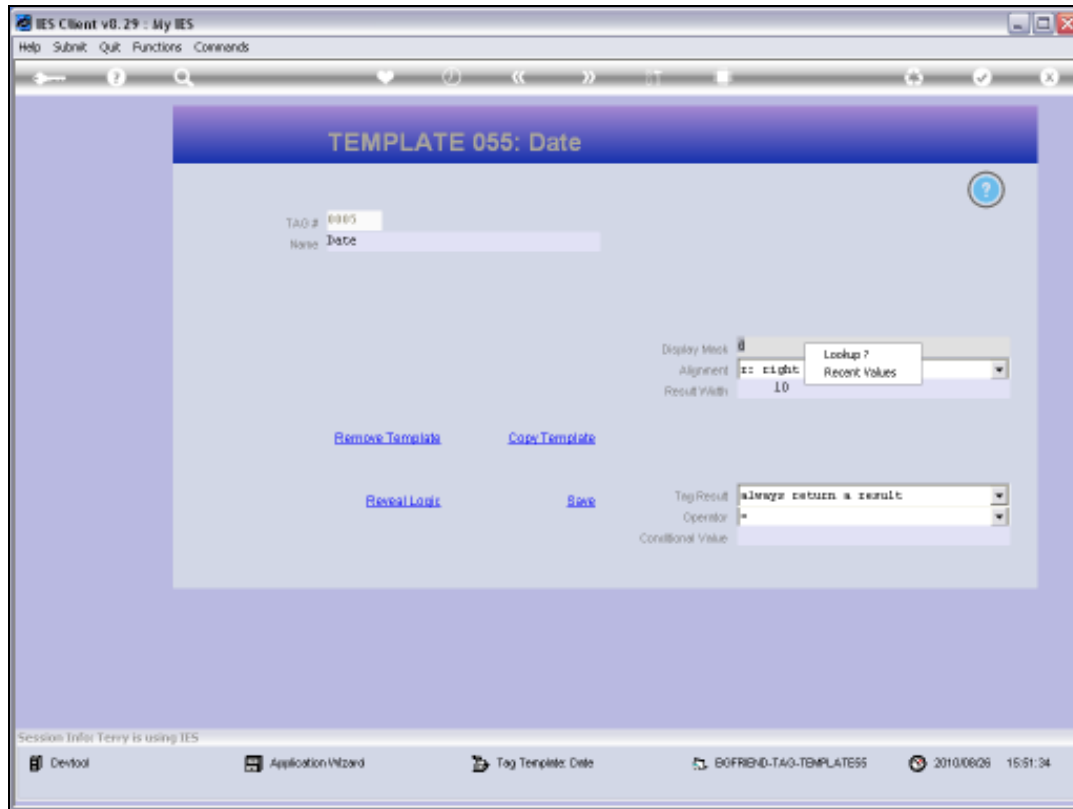 IES Client v8.29 : My IES
Help Submit Quit Functions Commands
TEMPLATE 055: Date
TAG # 0005
Name Date
Display Mask d
Lookup ?
Alignment r: right
Recent Values
Result Width 10
Remove Template Copy Template
Reveal Logic Save
Tag Result always return a result
Operator =
Conditional Value
Session Info: Terry is using IES
Devtool Application Wizard Tag Template: Date BGFRIEND-TAG-TEMPLATE55 2010/08/26 15:51:34